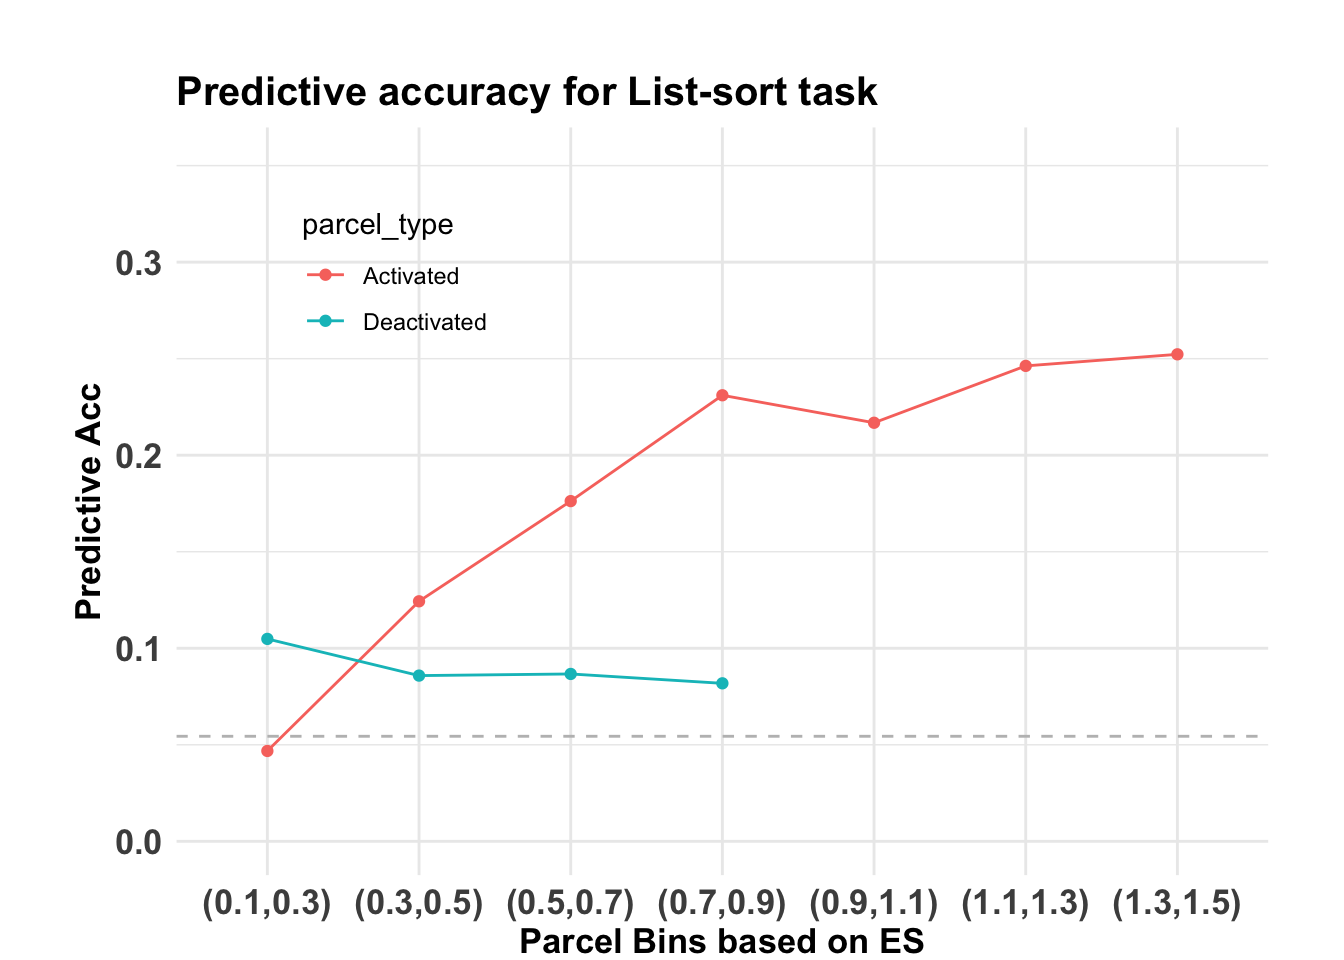 Predictive accuracy for List-sort task
parcel_type
Activated
Deactivated
Predictive Acc
0.3
0.2
0.1
0.0
(0.1,0.3) (0.3,0.5) (0.5,0.7) (0.7,0.9) (0.9,1.1) (1.1,1.3) (1.3,1.5)
Parcel Bins based on ES